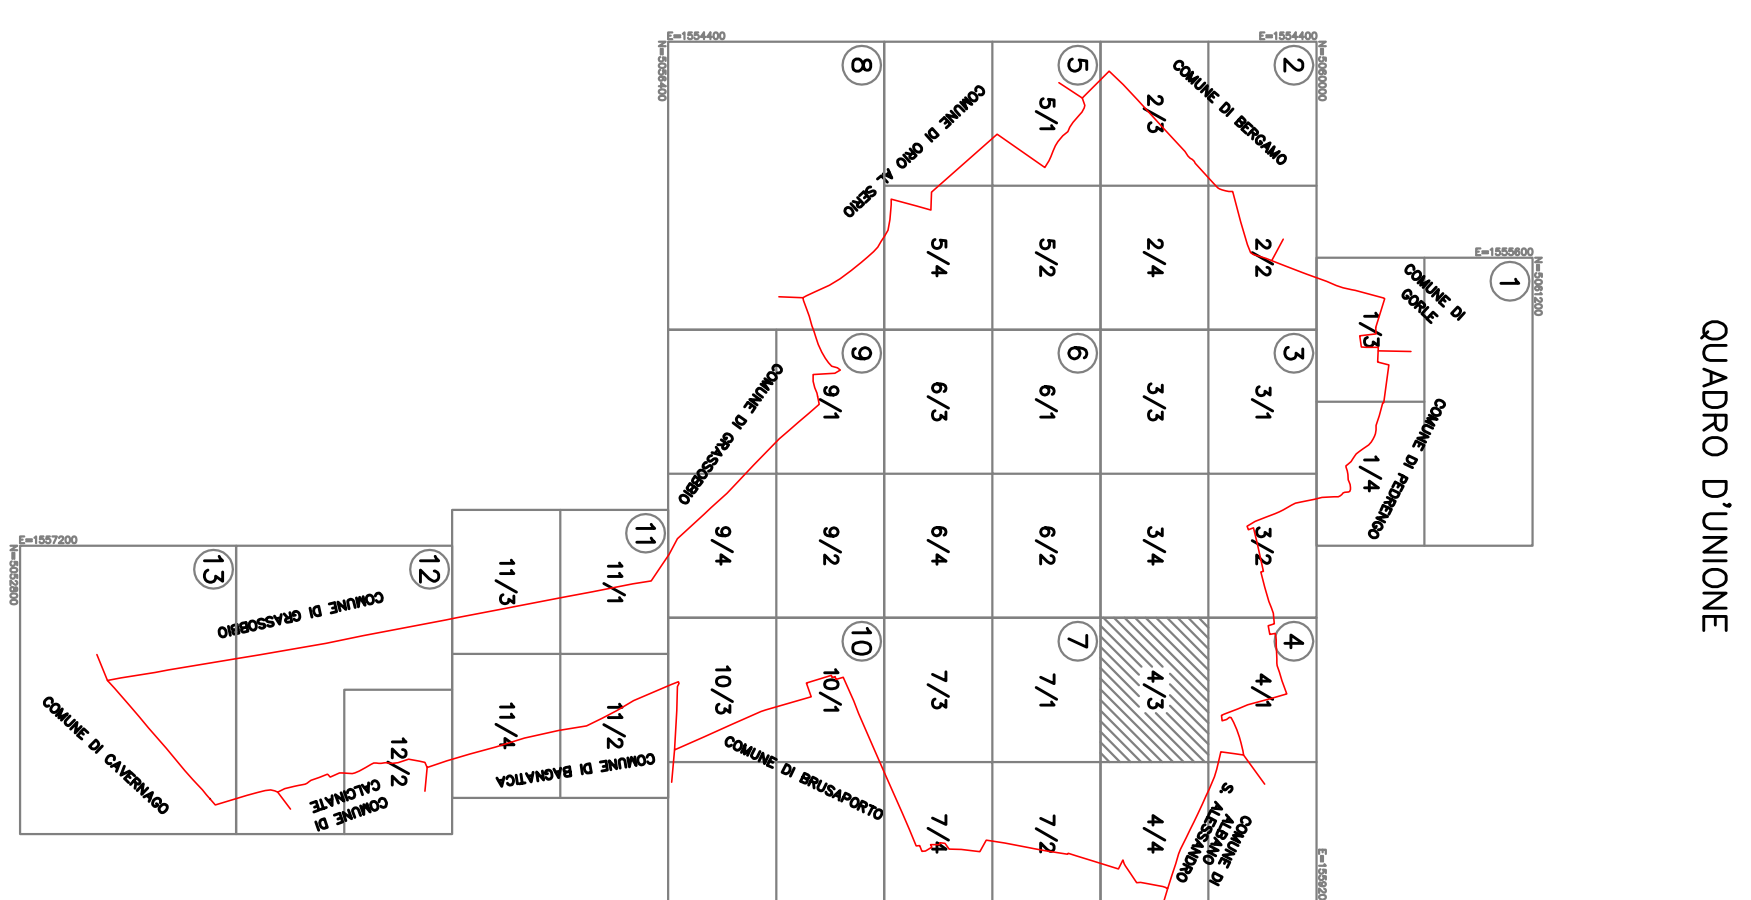 QUADRO D'UNIONE
E=1555600
N=5061200
1
COMUNE DI
GORLE
1/3
COMUNE DI PEDRENGO
1/4
E=1554400
N=5060000
2
COMUNE DI BERGAMO
2/2
2/3
2/4
3
3/1
3/2
3/3
3/4
4
4/1
4/3
4/4
COMUNE DI
ALBANO
S. ALESSANDRO
E=155920
5
5/1
5/2
5/4
6
6/1
6/2
6/3
6/4
7
7/1
7/2
7/3
7/4
E=1554400
N=5056400
8
COMUNE DI ORIO AL SERIO
9
9/1
9/2
9/4
COMUNE DI GRASSOBBIO
10
10/1
10/3
COMUNE DI BRUSAPORTO
11
11/1
11/2
11/3
11/4
COMUNE DI BAGNATICA
12
12/2
COMUNE DI
CALCINATE
COMUNE DI GRASSOBBIO
13
E=1557200
N=5052800
COMUNE DI CAVERNAGO